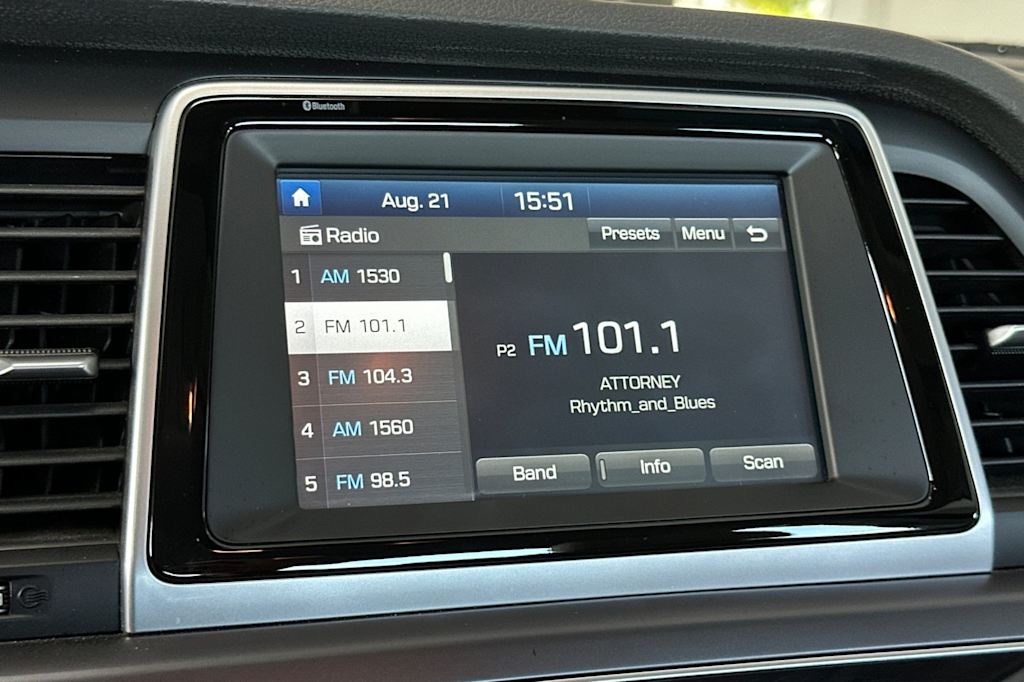 Bluetooth
Aug. 21 15:51
Radio Presets Menu
1 AM 1530
2 FM 101.1
3 FM 104.3
4 AM 1560
5 FM 98.5
P2 FM 101.1
ATTORNEY
Rhythm_and_Blues
Band Info Scan